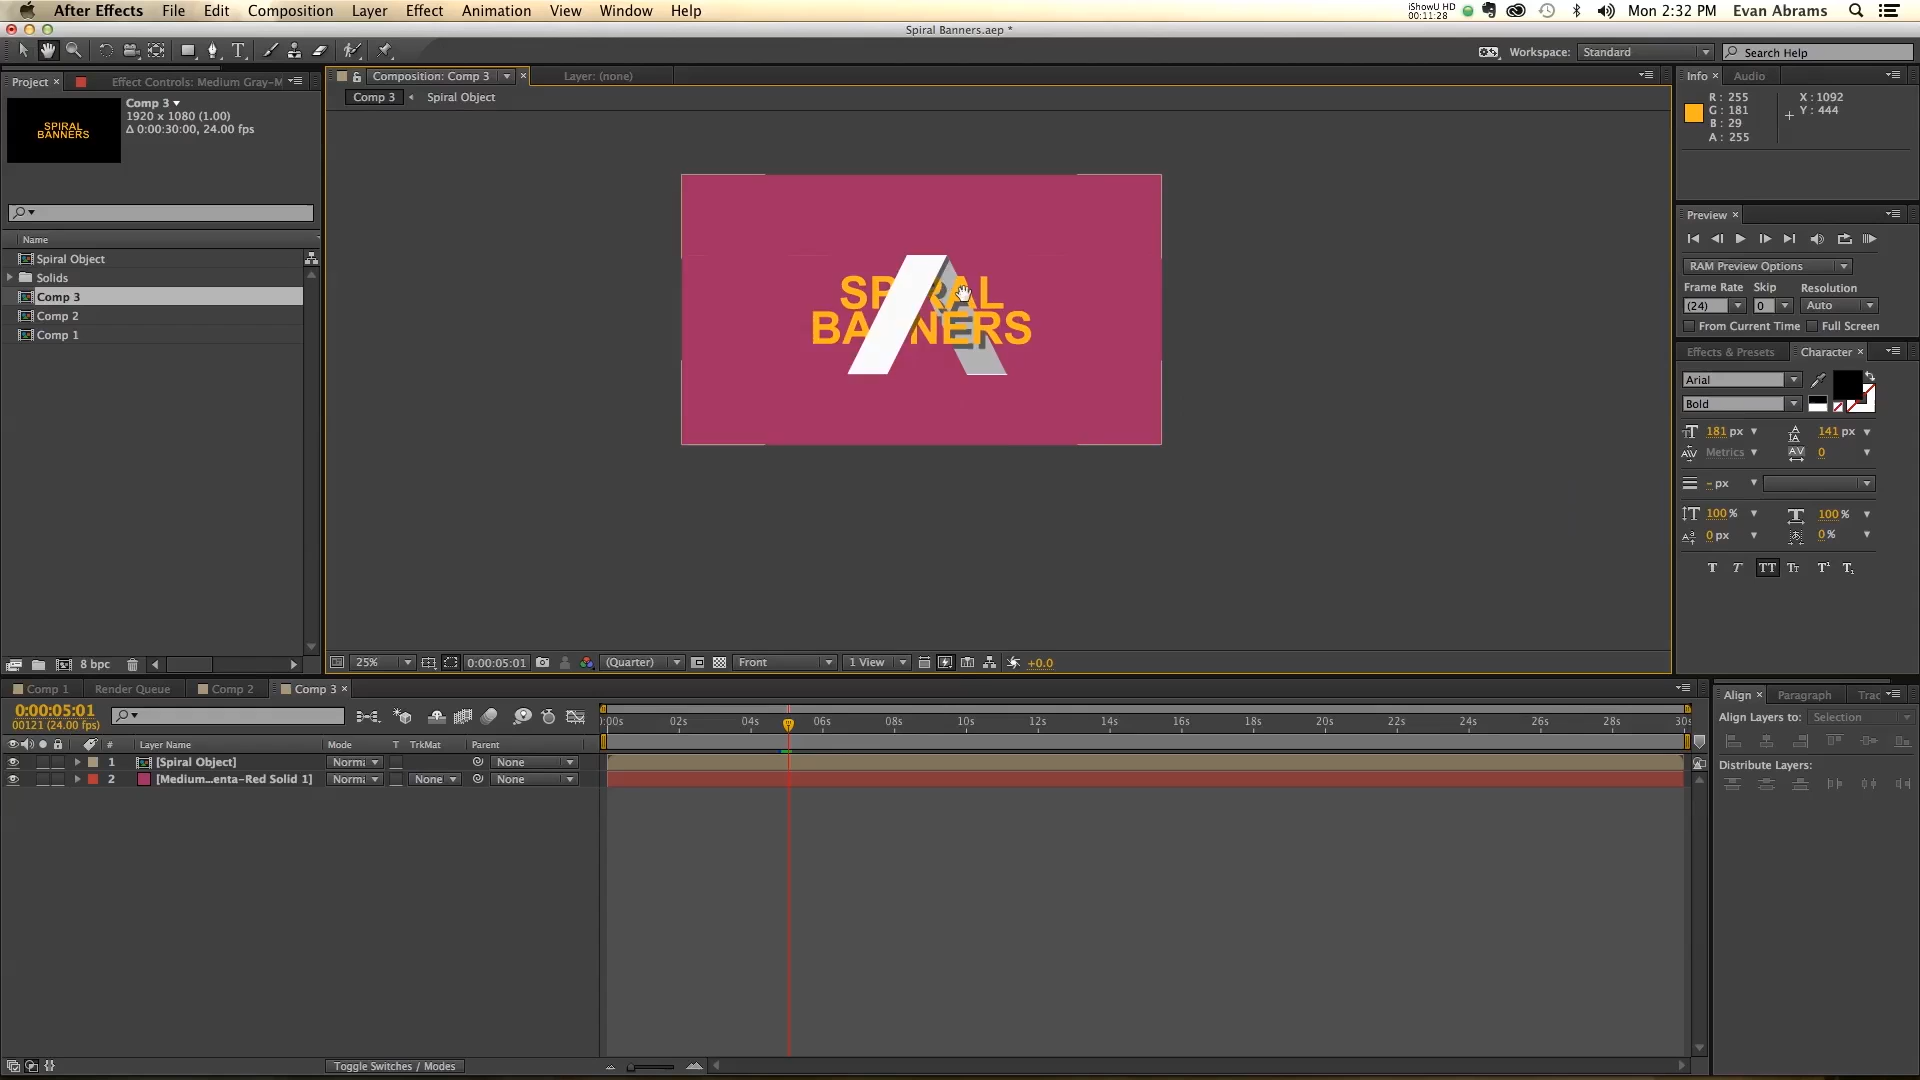 After Effects File Edit Composition Layer Effect Animation View Window Help
iShowU HD
00:11:28
Mon 2:32 PM Evan Abrams
Spiral Banners.aep *
Workspace: Standard
Search Help
Project × Effect Controls: Medium Gray-M
Comp 3
1920 x 1080 (1.00)
Δ 0:00:30:00, 24.00 fps
SPIRAL
BANNERS
Name
Spiral Object
Solids
Comp 3
Comp 2
Comp 1
8 bpc
Composition: Comp 3 × Layer: (none)
Comp 3 Spiral Object
SPIRAL
BANNERS
25% 0:00:05:01 (Quarter) Front 1 View +0.0
Info × Audio
R: 255 X: 1092
G: 181 Y: 444
B: 29
A: 255
Preview ×
RAM Preview Options
Frame Rate Skip Resolution
(24) 0 Auto
From Current Time Full Screen
Effects & Presets Character ×
Arial
Bold
181 px 141 px
Metrics 0
- px
100% 100%
0 px 0%
T T TT Tт T¹ T₁
Comp 1 Render Queue Comp 2 Comp 3 ×
0:00:05:01
00121 (24.00 fps)
):00s 02s 04s 06s 08s 10s 12s 14s 16s 18s 20s 22s 24s 26s 28s 30s
# Layer Name Mode T TrkMat Parent
1 [Spiral Object] Norma None
2 [Medium...enta-Red Solid 1] Norma None None
Toggle Switches / Modes
Align × Paragraph Trac
Align Layers to: Selection
Distribute Layers: